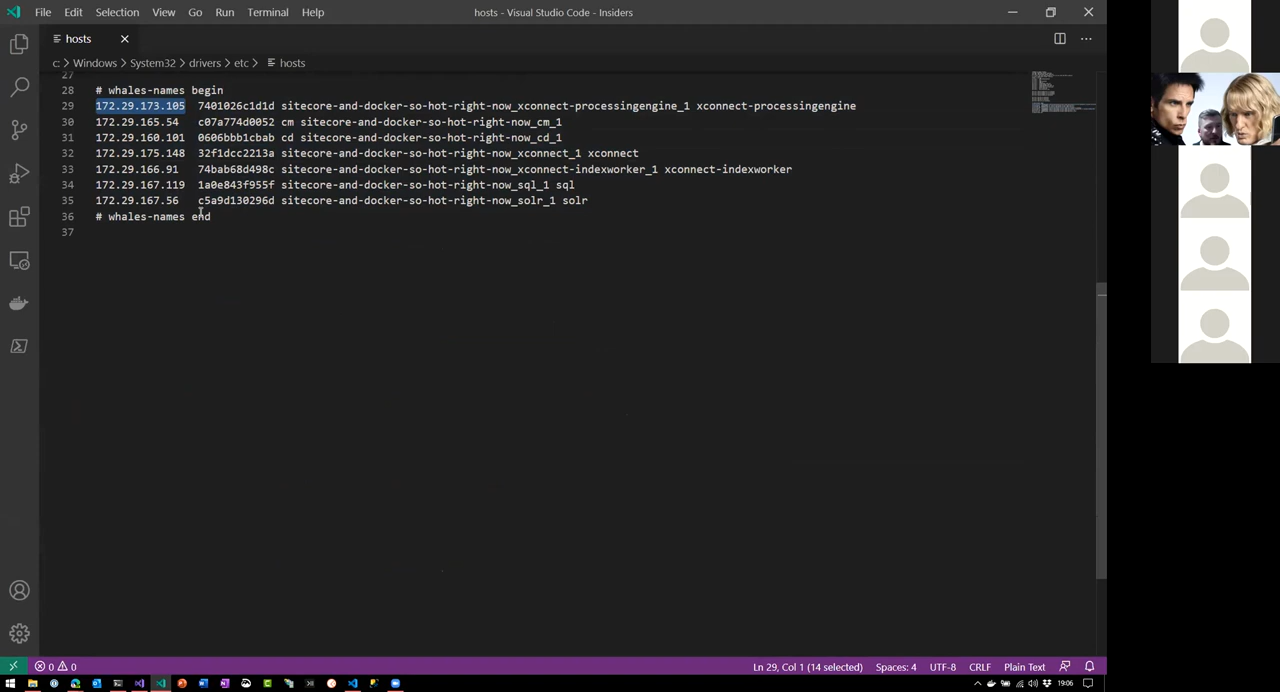 File Edit Selection View Go Run Terminal Help
hosts - Visual Studio Code - Insiders
hosts
c: > Windows > System32 > drivers > etc > hosts
27
28 # whales-names begin
29 172.29.173.105 7401026c1d1d sitecore-and-docker-so-hot-right-now_xconnect-processingengine_1 xconnect-processingengine
30 172.29.165.54 c07a774d0052 cm sitecore-and-docker-so-hot-right-now_cm_1
31 172.29.160.101 0606bbb1cbab cd sitecore-and-docker-so-hot-right-now_cd_1
32 172.29.175.148 32f1dcc2213a sitecore-and-docker-so-hot-right-now_xconnect_1 xconnect
33 172.29.166.91 74bab68d498c sitecore-and-docker-so-hot-right-now_xconnect-indexworker_1 xconnect-indexworker
34 172.29.167.119 1a0e843f955f sitecore-and-docker-so-hot-right-now_sql_1 sql
35 172.29.167.56 c5a9d130296d sitecore-and-docker-so-hot-right-now_solr_1 solr
36 # whales-names end
37
0 0
Ln 29, Col 1 (14 selected) Spaces: 4 UTF-8 CRLF Plain Text
19:06